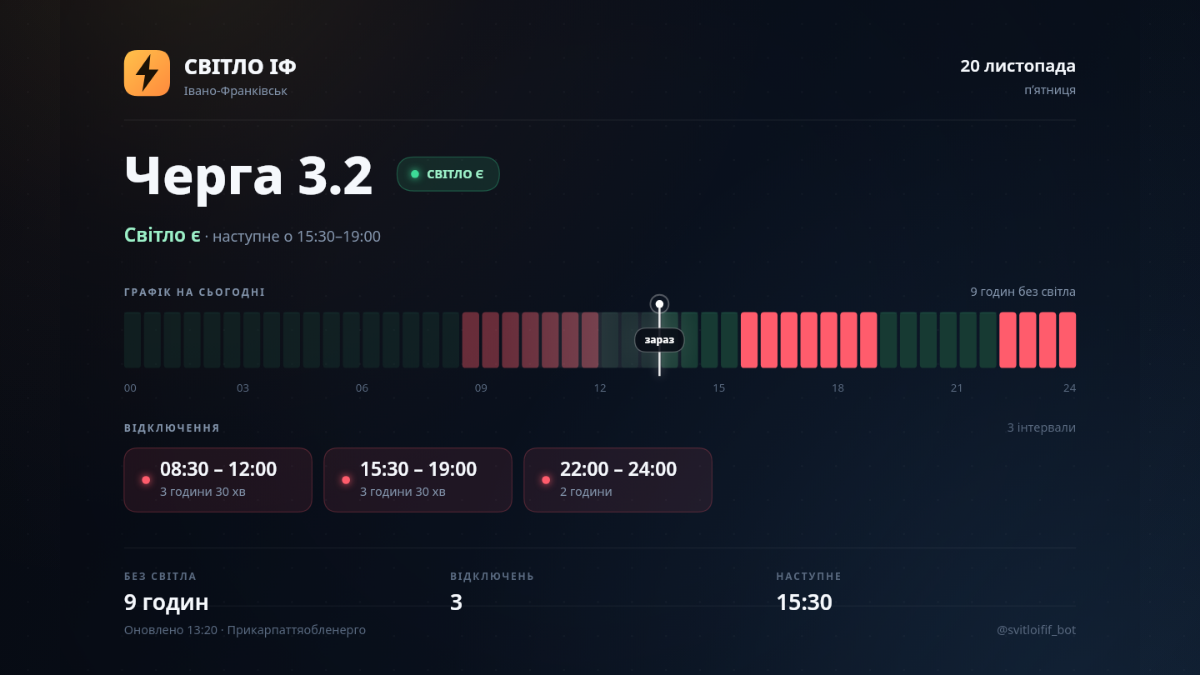 СВІТЛО ІФ
Івано-Франківськ
20 листопада
п'ятниця
Черга 3.2
СВІТЛО Є
Світло є · наступне о 15:30–19:00
ГРАФІК НА СЬОГОДНІ
9 годин без світла
зараз
00 03 06 09 12 15 18 21 24
ВІДКЛЮЧЕННЯ
3 інтервали
08:30 – 12:00
3 години 30 хв
15:30 – 19:00
3 години 30 хв
22:00 – 24:00
2 години
БЕЗ СВІТЛА
9 годин
ВІДКЛЮЧЕНЬ
3
НАСТУПНЕ
15:30
Оновлено 13:20 · Прикарпаттяобленерго
@svitloifif_bot